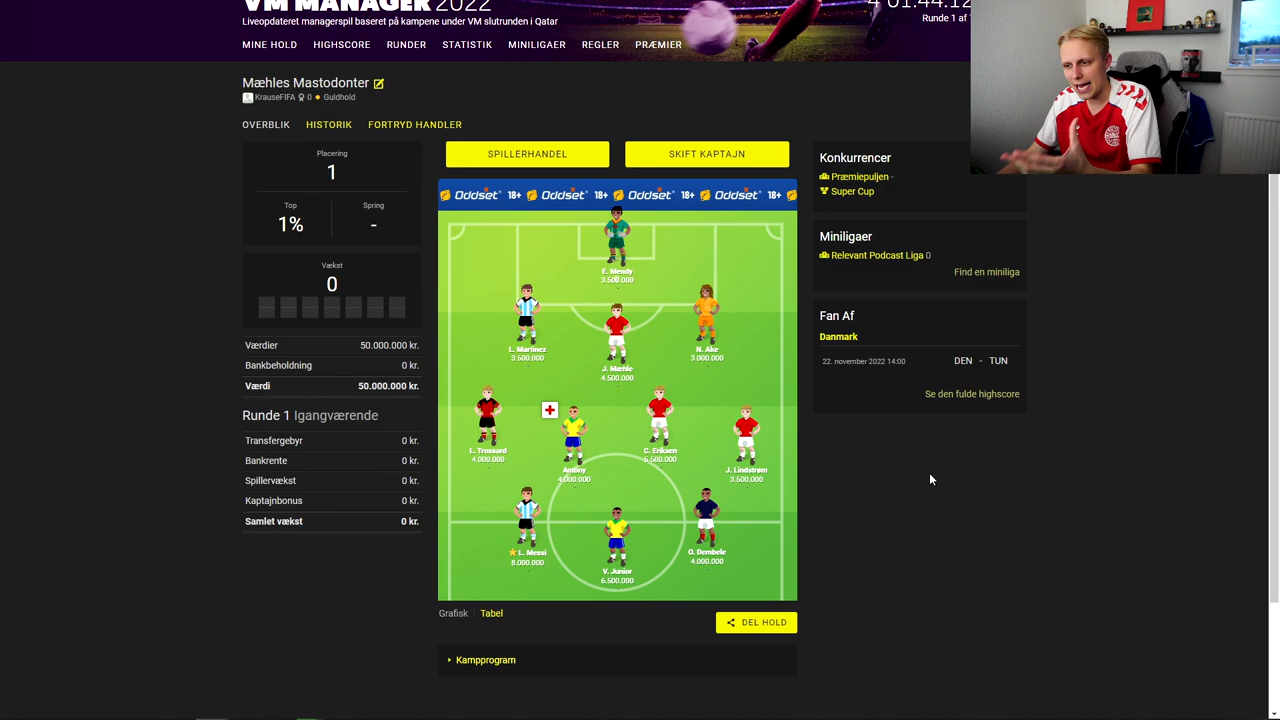 VM MANAGER 2022
Liveopdateret managerspil baseret på kampene under VM slutrunden i Qatar
Runde 1 af
MINE HOLD HIGHSCORE RUNDER STATISTIK MINILIGAER REGLER PRÆMIER
Mæhles Mastodonter
KrauseFIFA 0 Guldhold
OVERBLIK HISTORIK FORTRYD HANDLER
Placering
1
Top
1%
Spring
-
Vækst
0
Værdier 50.000.000 kr.
Bankbeholdning 0 kr.
Værdi 50.000.000 kr.
Runde 1 Igangværende
Transfergebyr 0 kr.
Bankrente 0 kr.
Spillervækst 0 kr.
Kaptajnbonus 0 kr.
Samlet vækst 0 kr.
SPILLERHANDEL
SKIFT KAPTAJN
Oddset 18+ Oddset 18+ Oddset 18+ Oddset 18+
E. Mendy
3.500.000
L. Martinez
3.500.000
J. Mæhle
4.500.000
N. Ake
3.000.000
L. Trossard
4.000.000
Antony
4.000.000
C. Eriksen
5.500.000
J. Lindstrøm
3.500.000
L. Messi
8.000.000
V. Junior
6.500.000
O. Dembele
4.000.000
Grafisk Tabel
DEL HOLD
Kampprogram
Konkurrencer
Præmiepuljen -
Super Cup
Miniligaer
Relevant Podcast Liga 0
Find en miniliga
Fan Af
Danmark
22. november 2022 14:00 DEN - TUN
Se den fulde highscore